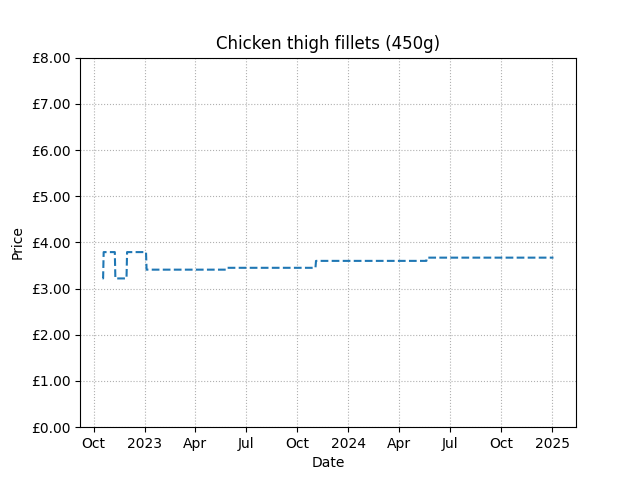 Chicken thigh fillets (450g)
£8.00
£7.00
£6.00
£5.00
£4.00
£3.00
£2.00
£1.00
£0.00
Price
Oct 2023 Apr Jul Oct 2024 Apr Jul Oct 2025
Date